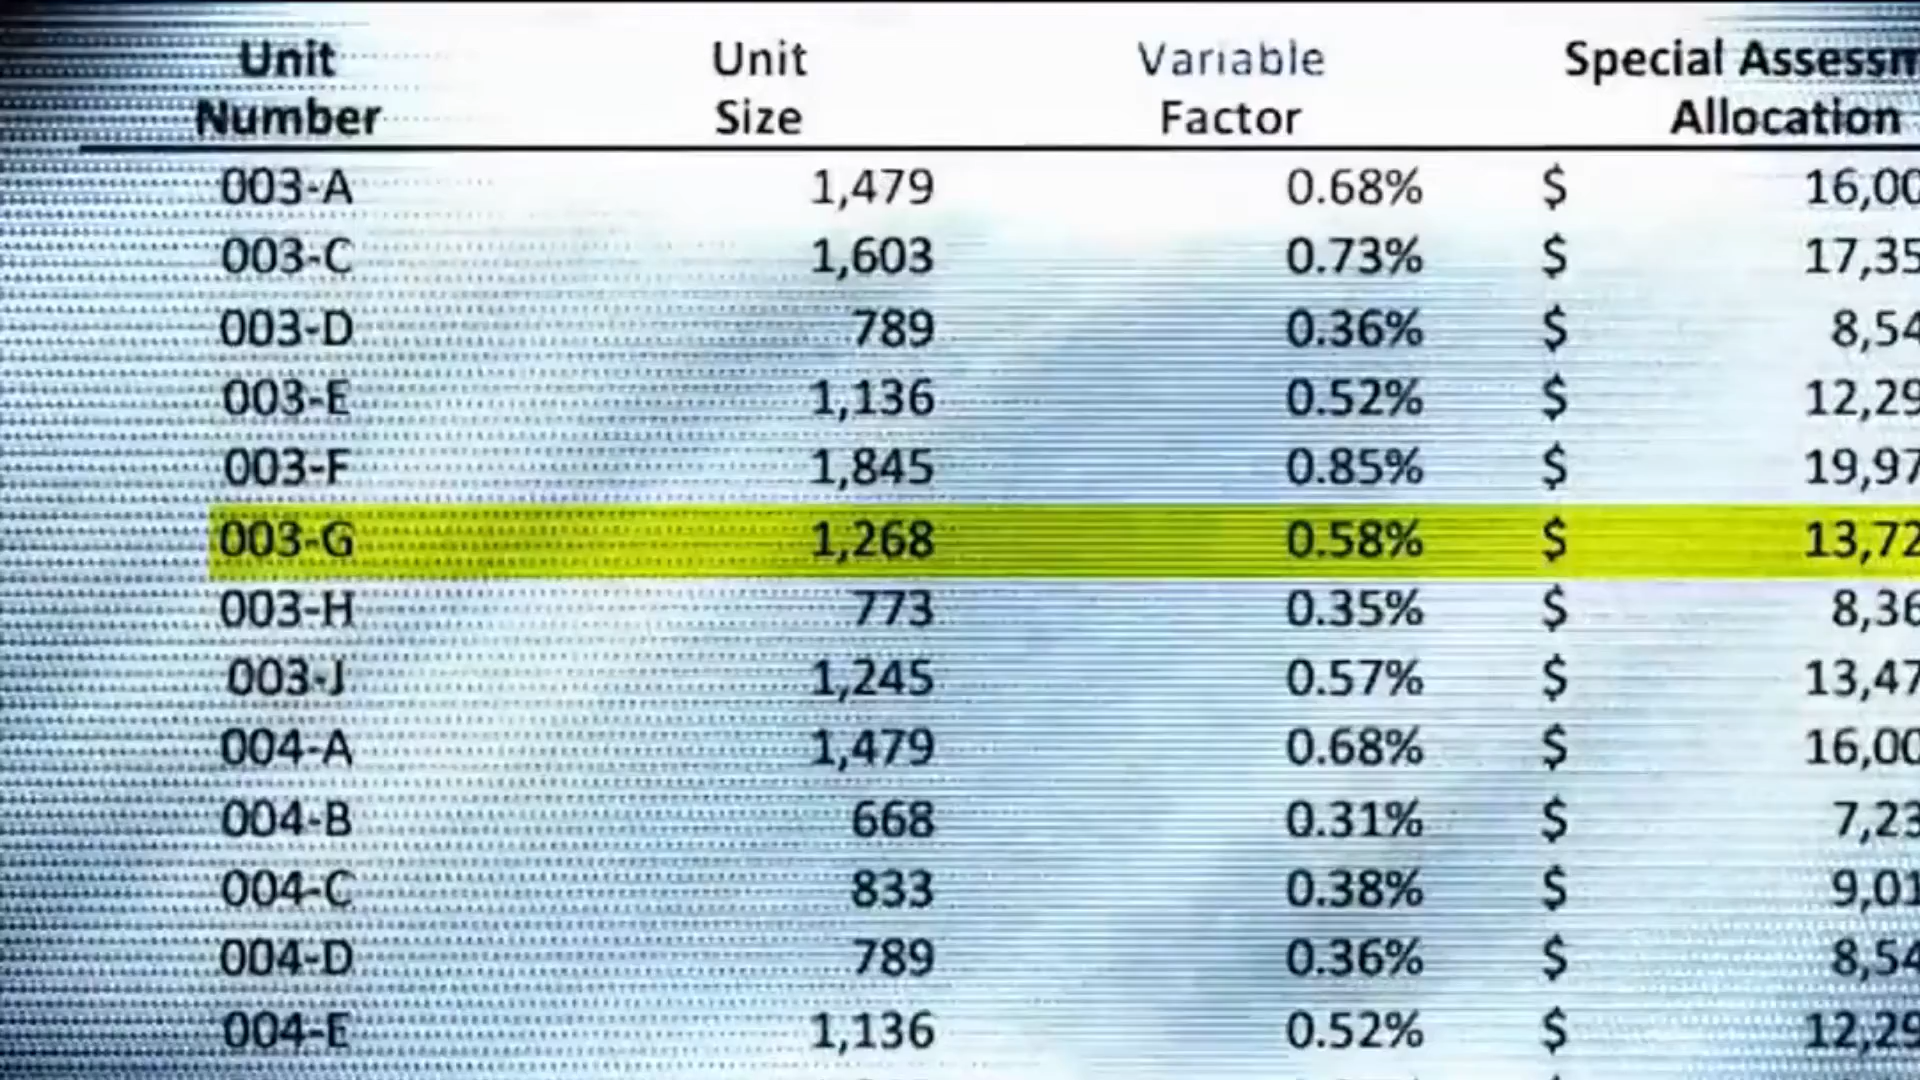 Unit Unit Variable Special Assessm
Number Size Factor Allocation
003-A 1,479 0.68% $ 16,00
003-C 1,603 0.73% $ 17,35
003-D 789 0.36% $ 8,54
003-E 1,136 0.52% $ 12,29
003-F 1,845 0.85% $ 19,97
003-G 1,268 0.58% $ 13,72
003-H 773 0.35% $ 8,36
003-J 1,245 0.57% $ 13,47
004-A 1,479 0.68% $ 16,00
004-B 668 0.31% $ 7,23
004-C 833 0.38% $ 9,01
004-D 789 0.36% $ 8,54
004-E 1,136 0.52% $ 12,29